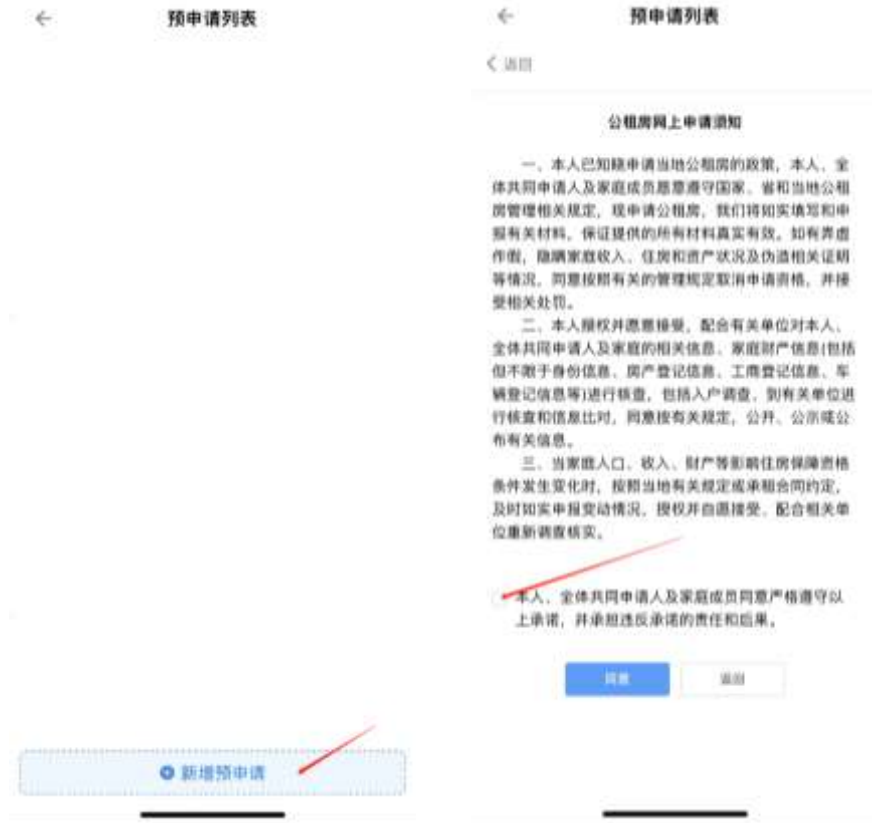 预申请列表
新增预申请
预申请列表
返回
公租房网上申请须知
一、本人已知晓申请当地公租房的政策，本人、全
体共同申请人及家庭成员愿意遵守国家、省和当地公租
房管理相关规定，现申请公租房，我们将如实填写和申
报有关材料，保证提供的所有材料真实有效。如有弄虚
作假，隐瞒家庭收入、住房和资产状况及伪造相关证明
等情况，同意按照有关的管理规定取消申请资格，并接
受相关处罚。
二、本人授权并愿意接受，配合有关单位对本人、
全体共同申请人及家庭的相关信息、家庭财产信息(包括
但不限于身份信息、房产登记信息、工商登记信息、车
辆登记信息等)进行核查，包括入户调查、到有关单位进
行核查和信息比对，同意按有关规定，公开、公示或公
布有关信息。
三、当家庭人口、收入、财产等影响住房保障资格
条件发生变化时，按照当地有关规定或承租合同约定，
及时如实申报变动情况，授权并自愿接受、配合相关单
位重新调查核实。
本人、全体共同申请人及家庭成员同意严格遵守以
上承诺，并承担违反承诺的责任和后果。
同意
返回